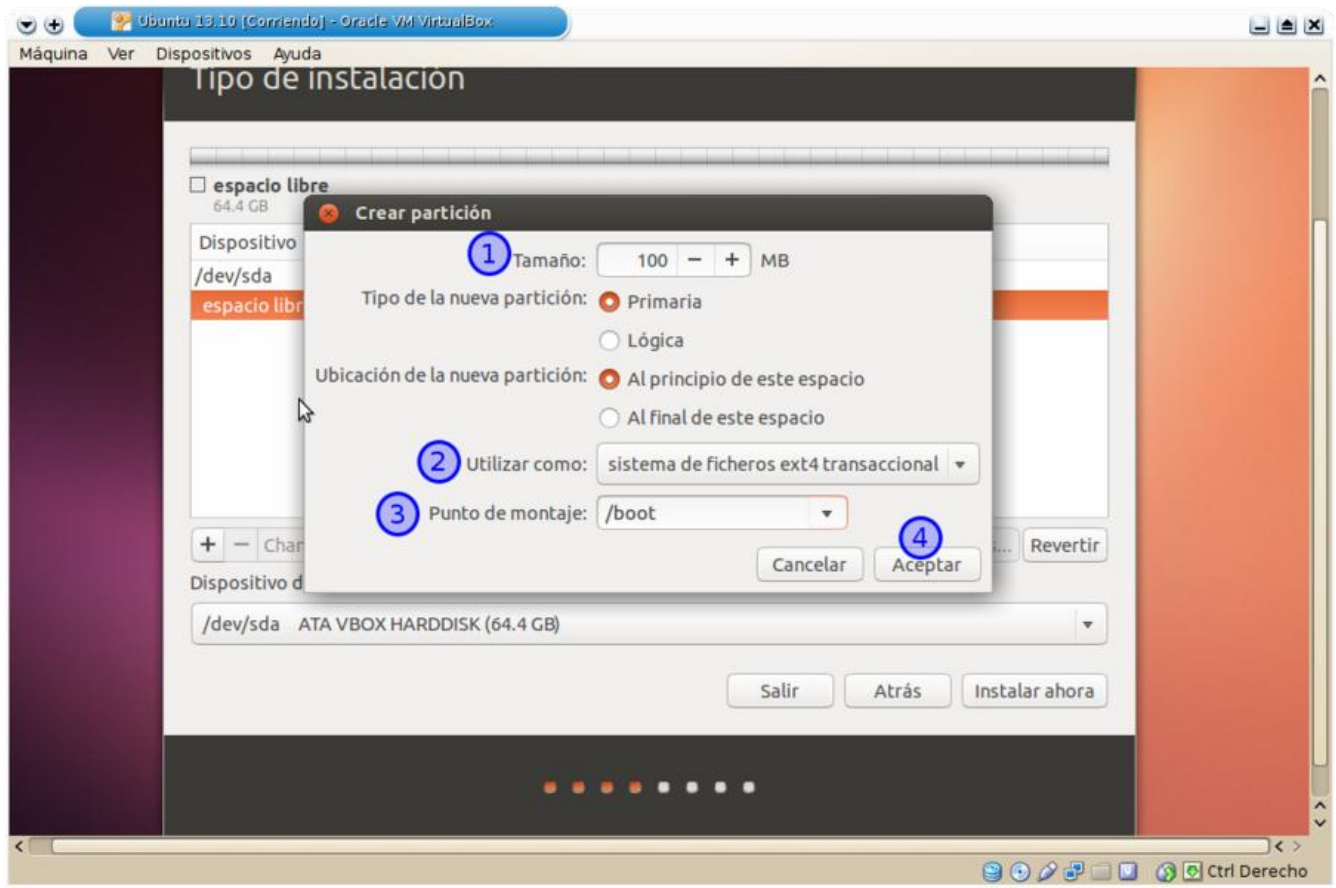 Ubuntu 13.10 [Corriendo] - Oracle VM VirtualBox
Máquina Ver Dispositivos Ayuda
Tipo de instalación
espacio libre
64.4 GB
Crear partición
Dispositivo
/dev/sda
espacio libr
1 Tamaño: 100 − + MB
Tipo de la nueva partición: Primaria
Lógica
Ubicación de la nueva partición: Al principio de este espacio
Al final de este espacio
2 Utilizar como: sistema de ficheros ext4 transaccional
3 Punto de montaje: /boot
4
Cancelar Aceptar
+ − Char ... Revertir
Dispositivo d
/dev/sda ATA VBOX HARDDISK (64.4 GB)
Salir Atrás Instalar ahora
Ctrl Derecho